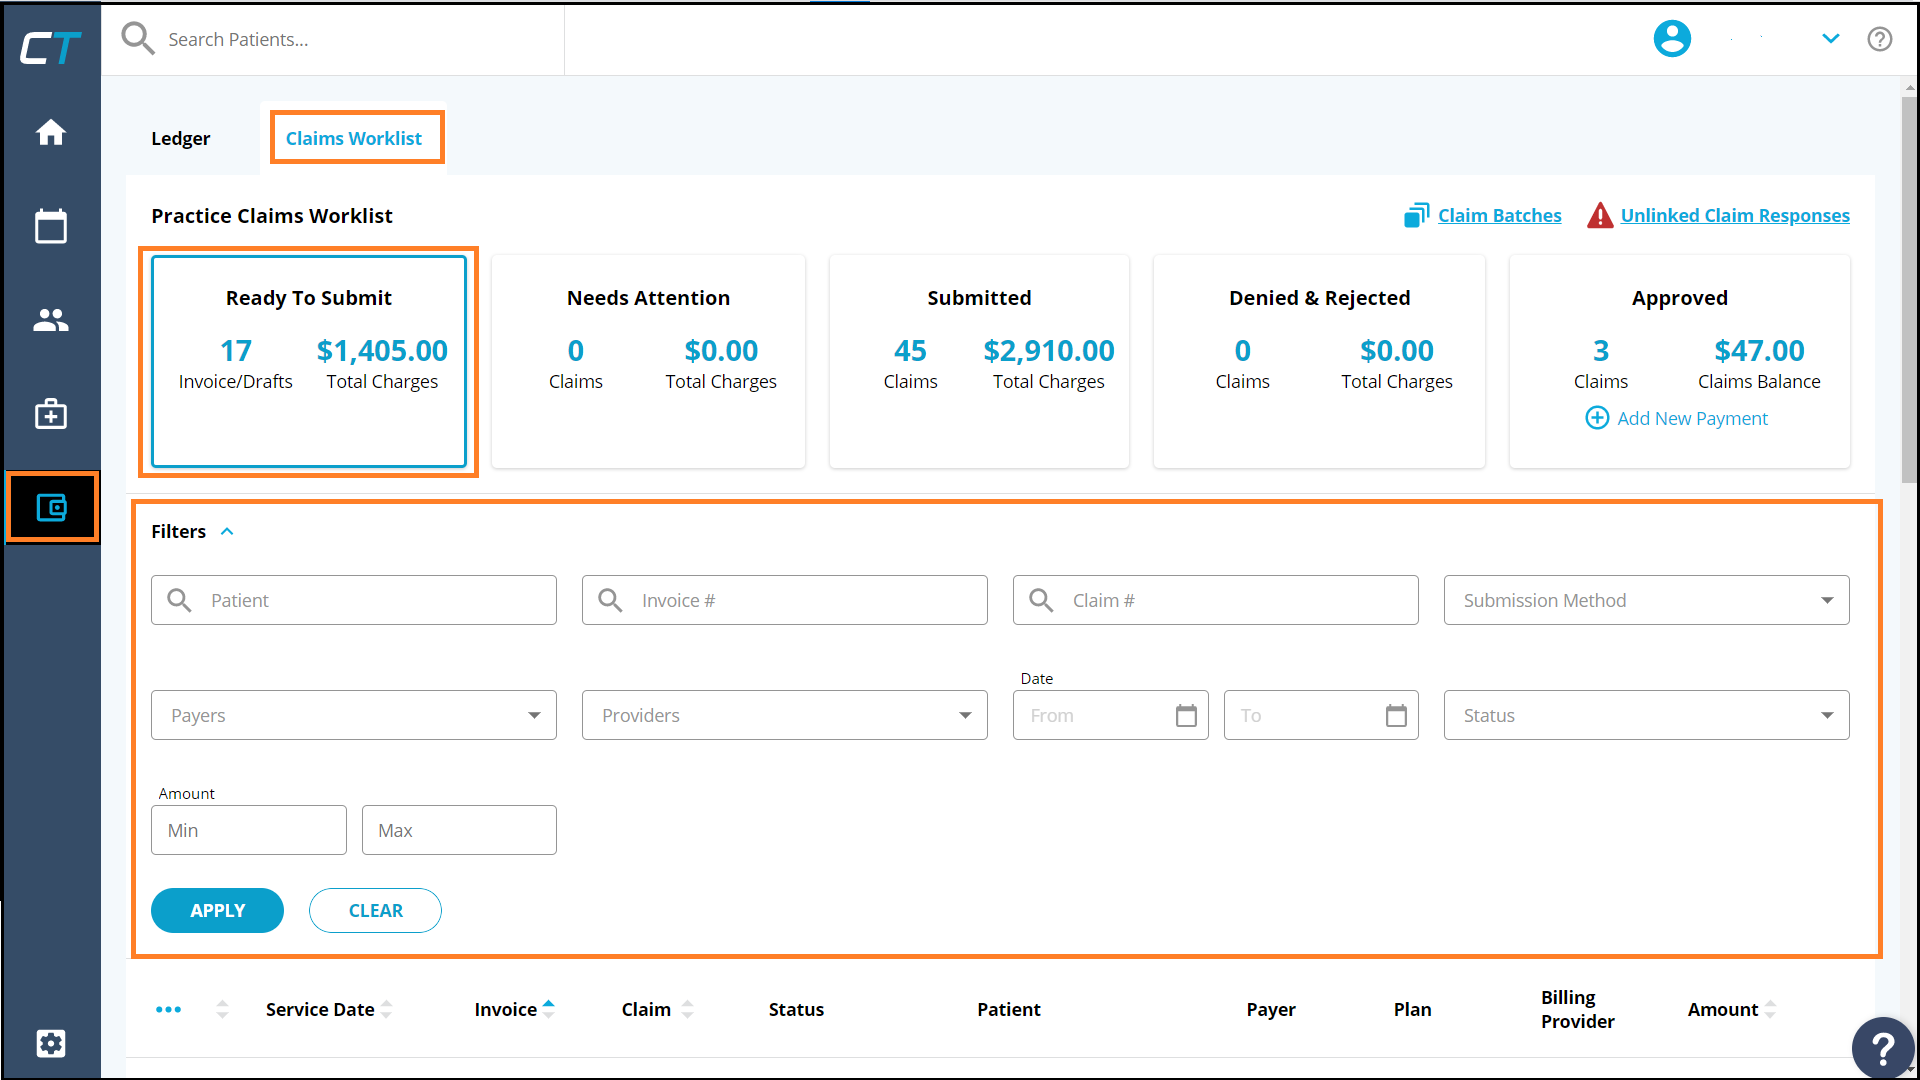 CT
Search Patients...
?
Ledger
Claims Worklist
Practice Claims Worklist
Claim Batches
Unlinked Claim Responses
Ready To Submit
17 $1,405.00
Invoice/Drafts Total Charges
Needs Attention
0 $0.00
Claims Total Charges
Submitted
45 $2,910.00
Claims Total Charges
Denied & Rejected
0 $0.00
Claims Total Charges
Approved
3 $47.00
Claims Claims Balance
Add New Payment
Filters
Patient
Invoice #
Claim #
Submission Method
Payers
Providers
Date
From
To
Status
Amount
Min
Max
APPLY
CLEAR
Service Date
Invoice
Claim
Status
Patient
Payer
Plan
Billing
Provider
Amount
?